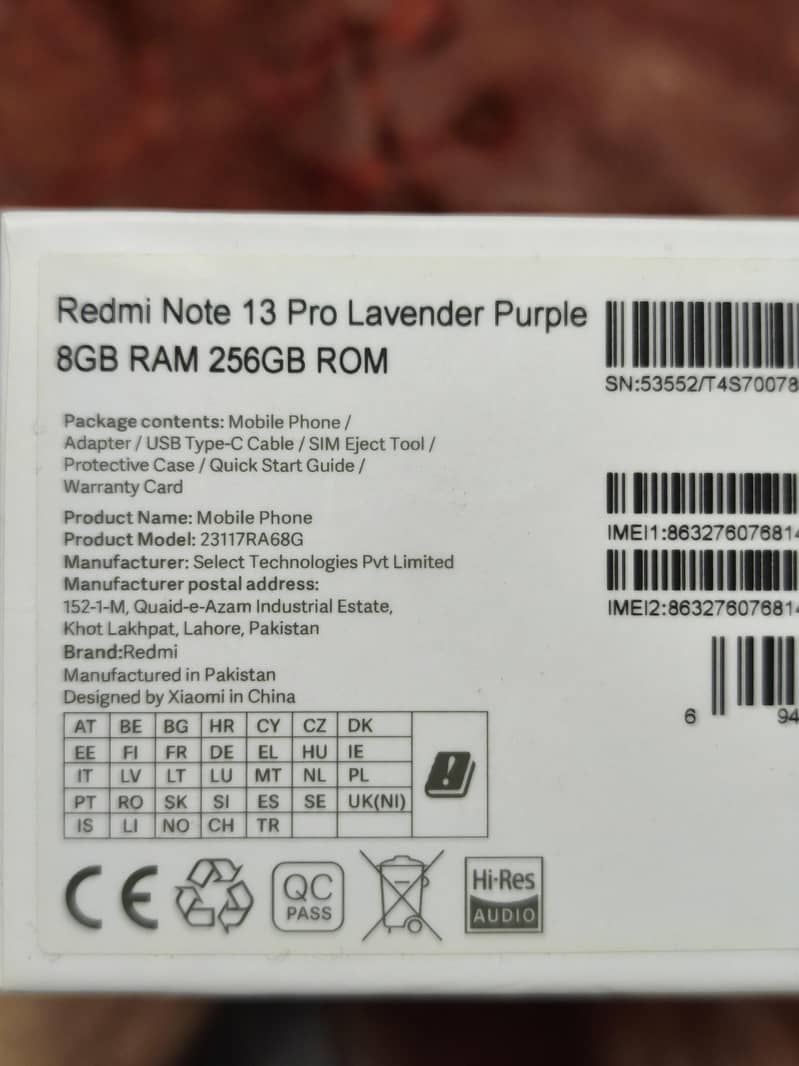 Redmi Note 13 Pro Lavender Purple
8GB RAM 256GB ROM
SN:53552/T4S70078
Package contents: Mobile Phone /
Adapter / USB Type-C Cable / SIM Eject Tool /
Protective Case / Quick Start Guide /
Warranty Card
Product Name: Mobile Phone
Product Model: 23117RA68G
Manufacturer: Select Technologies Pvt Limited
Manufacturer postal address:
152-1-M, Quaid-e-Azam Industrial Estate,
Khot Lakhpat, Lahore, Pakistan
Brand:Redmi
Manufactured in Pakistan
Designed by Xiaomi in China
IMEI1:863276076814
IMEI2:863276076814
6 94
AT BE BG HR CY CZ DK
EE FI FR DE EL HU IE
IT LV LT LU MT NL PL
PT RO SK SI ES SE UK(NI)
IS LI NO CH TR
CE
QC
PASS
Hi-Res
AUDIO